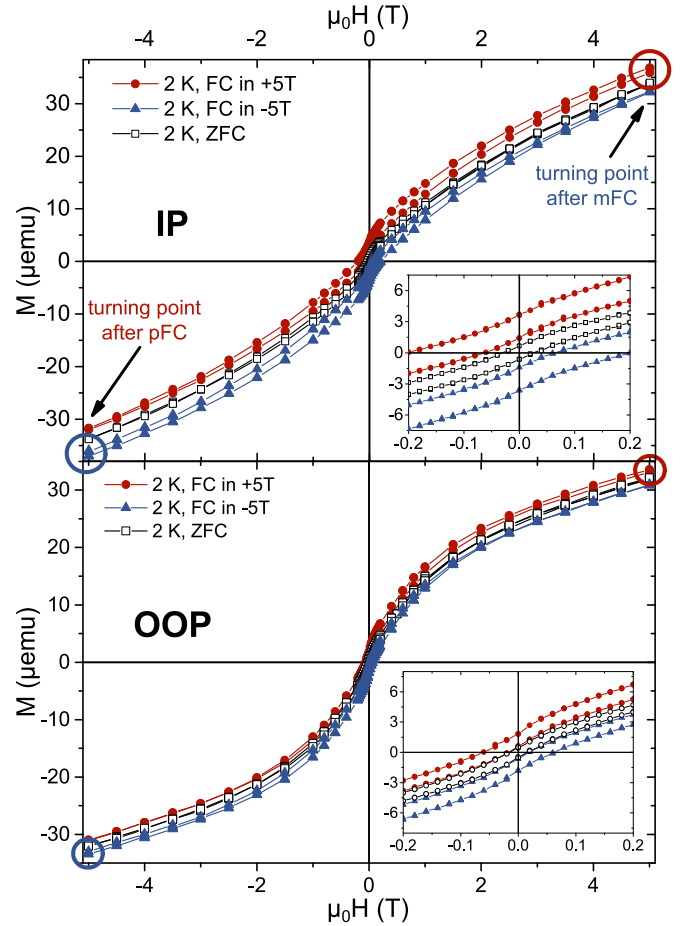 μ₀H (T)
-4 -2 0 2 4
30
20
10
0
-10
-20
-30
M (μemu)
2 K, FC in +5T
2 K, FC in -5T
2 K, ZFC
IP
turning point
after mFC
turning point
after pFC
6
3
0
-3
-6
-0.2 -0.1 0.0 0.1 0.2
30
20
10
0
-10
-20
-30
M (μemu)
2 K, FC in +5T
2 K, FC in -5T
2 K, ZFC
OOP
6
3
0
-3
-6
-0.2 -0.1 0.0 0.1 0.2
-4 -2 0 2 4
μ₀H (T)